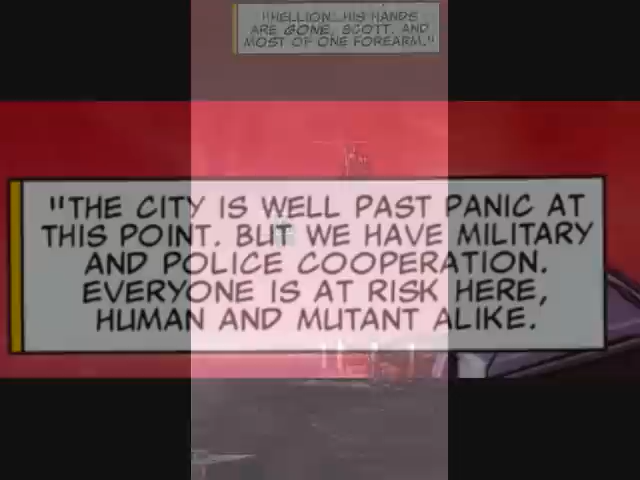 "HELLION...HIS HANDS
ARE GONE, SCOTT. AND
MOST OF ONE FOREARM."
"THE CITY IS WELL PAST PANIC AT
THIS POINT. BUT WE HAVE MILITARY
AND POLICE COOPERATION.
EVERYONE IS AT RISK HERE,
HUMAN AND MUTANT ALIKE.